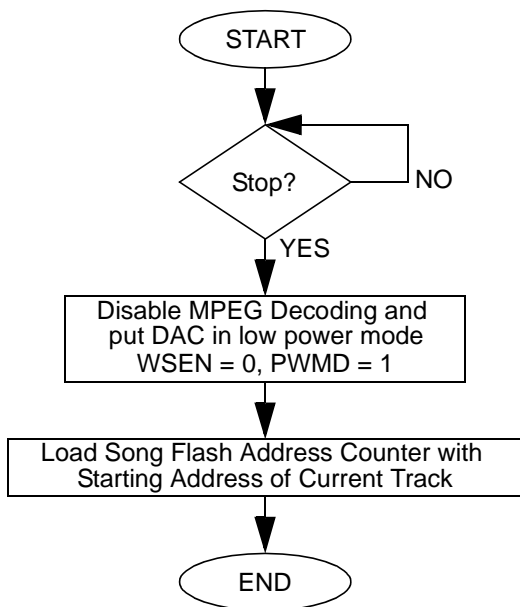 START
Stop?
NO
YES
Disable MPEG Decoding and
put DAC in low power mode
WSEN = 0, PWMD = 1
Load Song Flash Address Counter with
Starting Address of Current Track
END